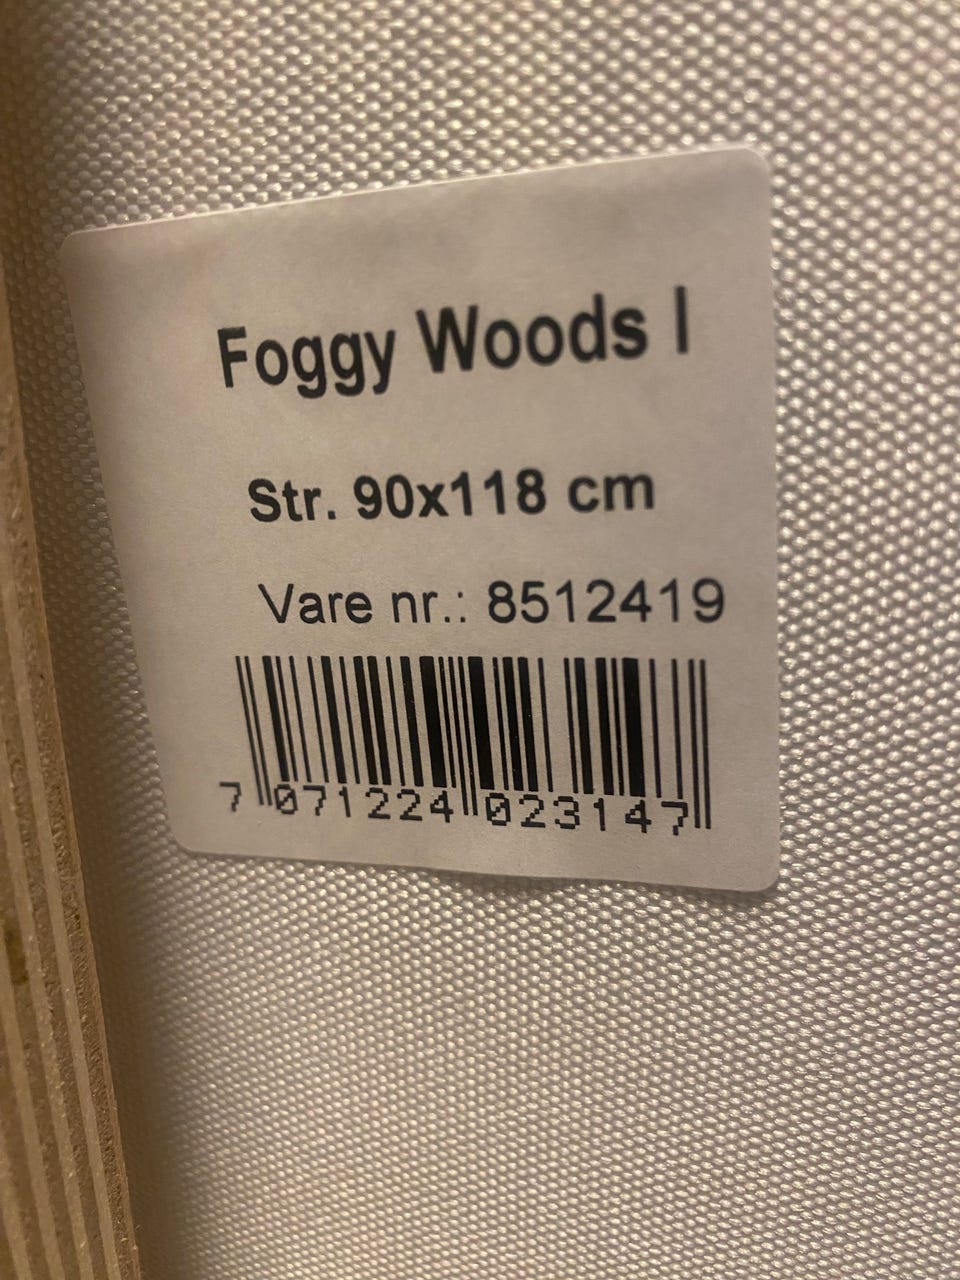 Foggy Woods I
Str. 90x118 cm
Vare nr.: 8512419
7 071224 023147